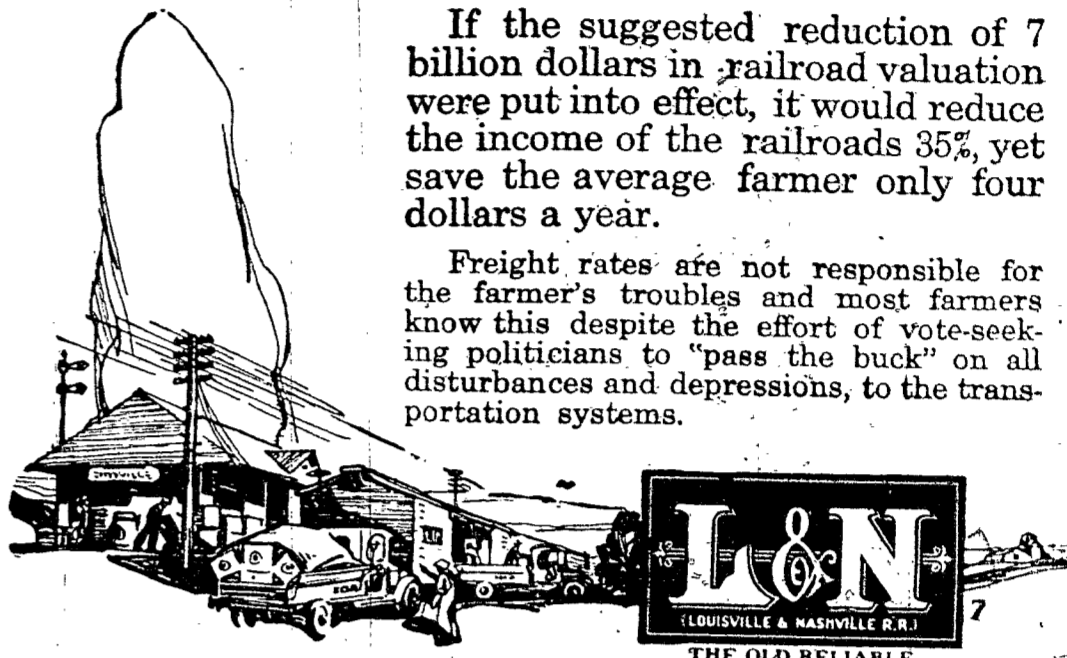 If the suggested reduction of 7
billion dollars in railroad valuation
were put into effect, it would reduce
the income of the railroads 35%, yet
save the average farmer only four
dollars a year.
Freight rates are not responsible for
the farmer's troubles and most farmers
know this despite the effort of vote-seek-
ing politicians to "pass the buck" on all
disturbances and depressions, to the trans-
portation systems.
L&N
(LOUISVILLE & NASHVILLE R.R.)
7
THE OLD RELIABLE